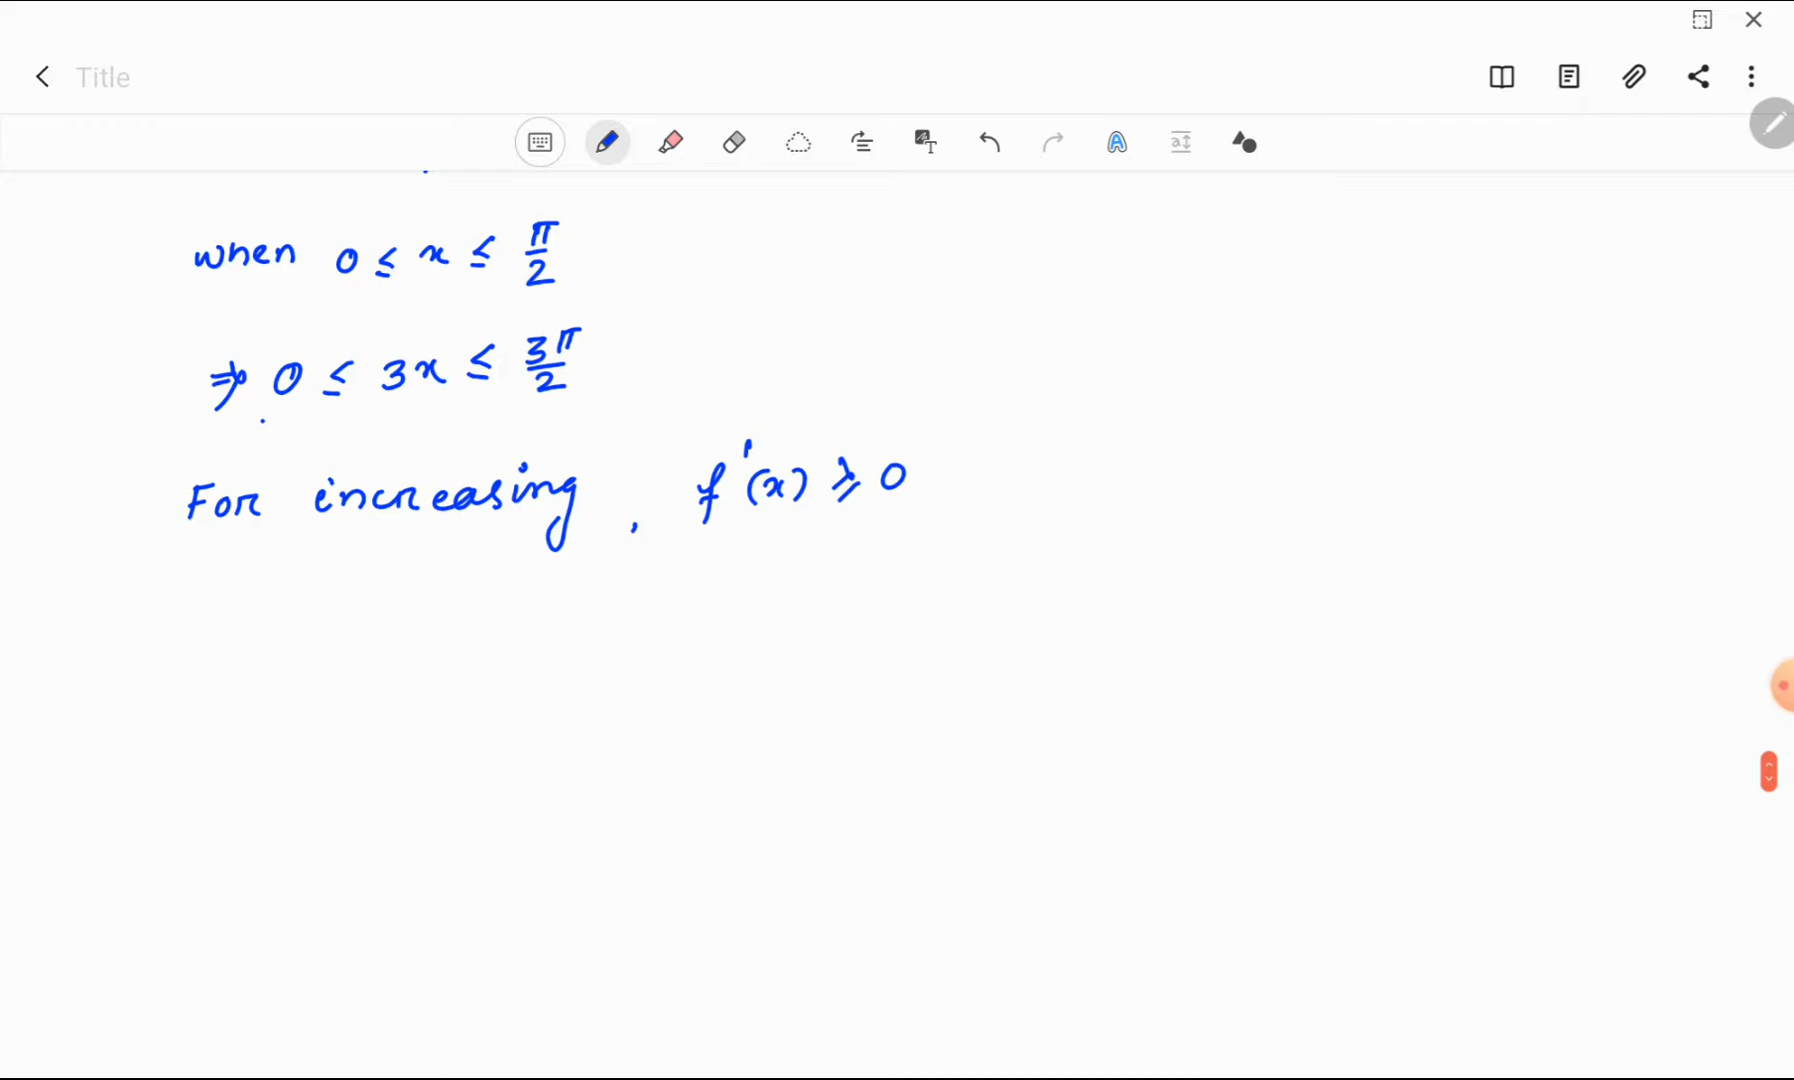 Title
when 0 ≤ x ≤ π/2
⇒ 0 ≤ 3x ≤ 3π/2
For increasing, f'(x) ≥ 0